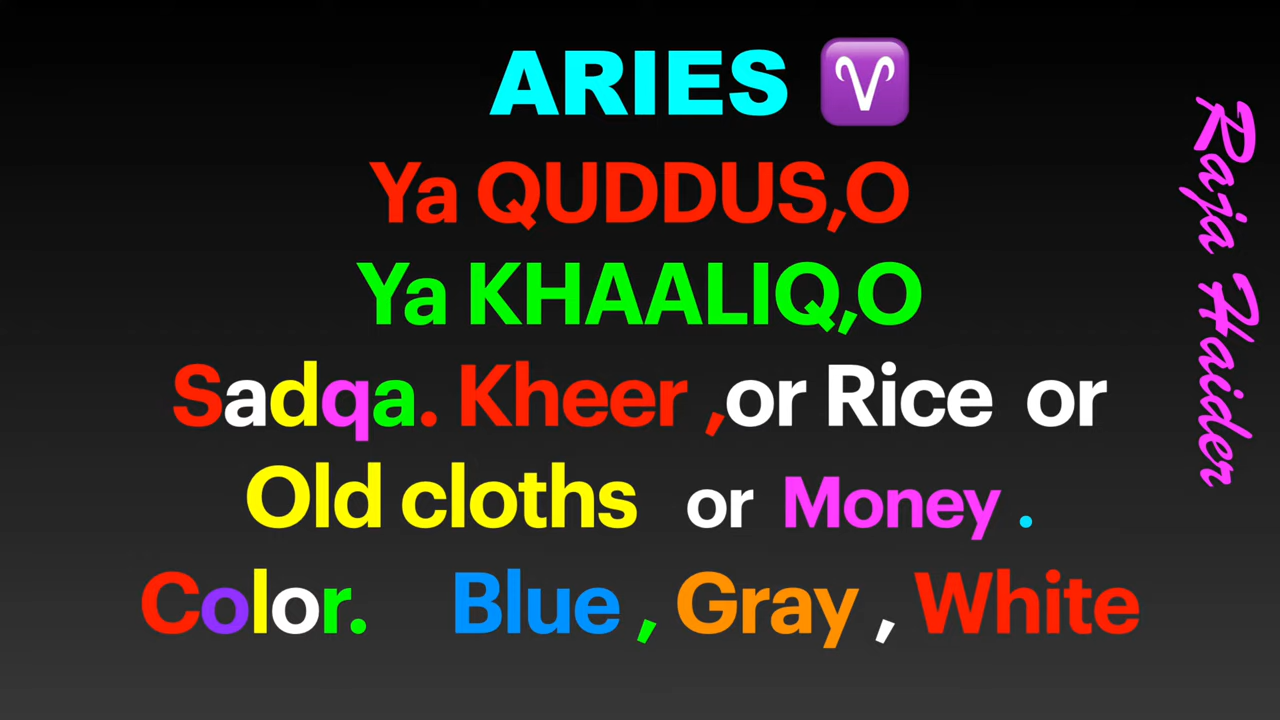 ARIES ♈
Ya QUDDUS,O
Ya KHAALIQ,O
Sadqa. Kheer ,or Rice or
Old cloths or Money .
Color. Blue , Gray , White
Raja Haider